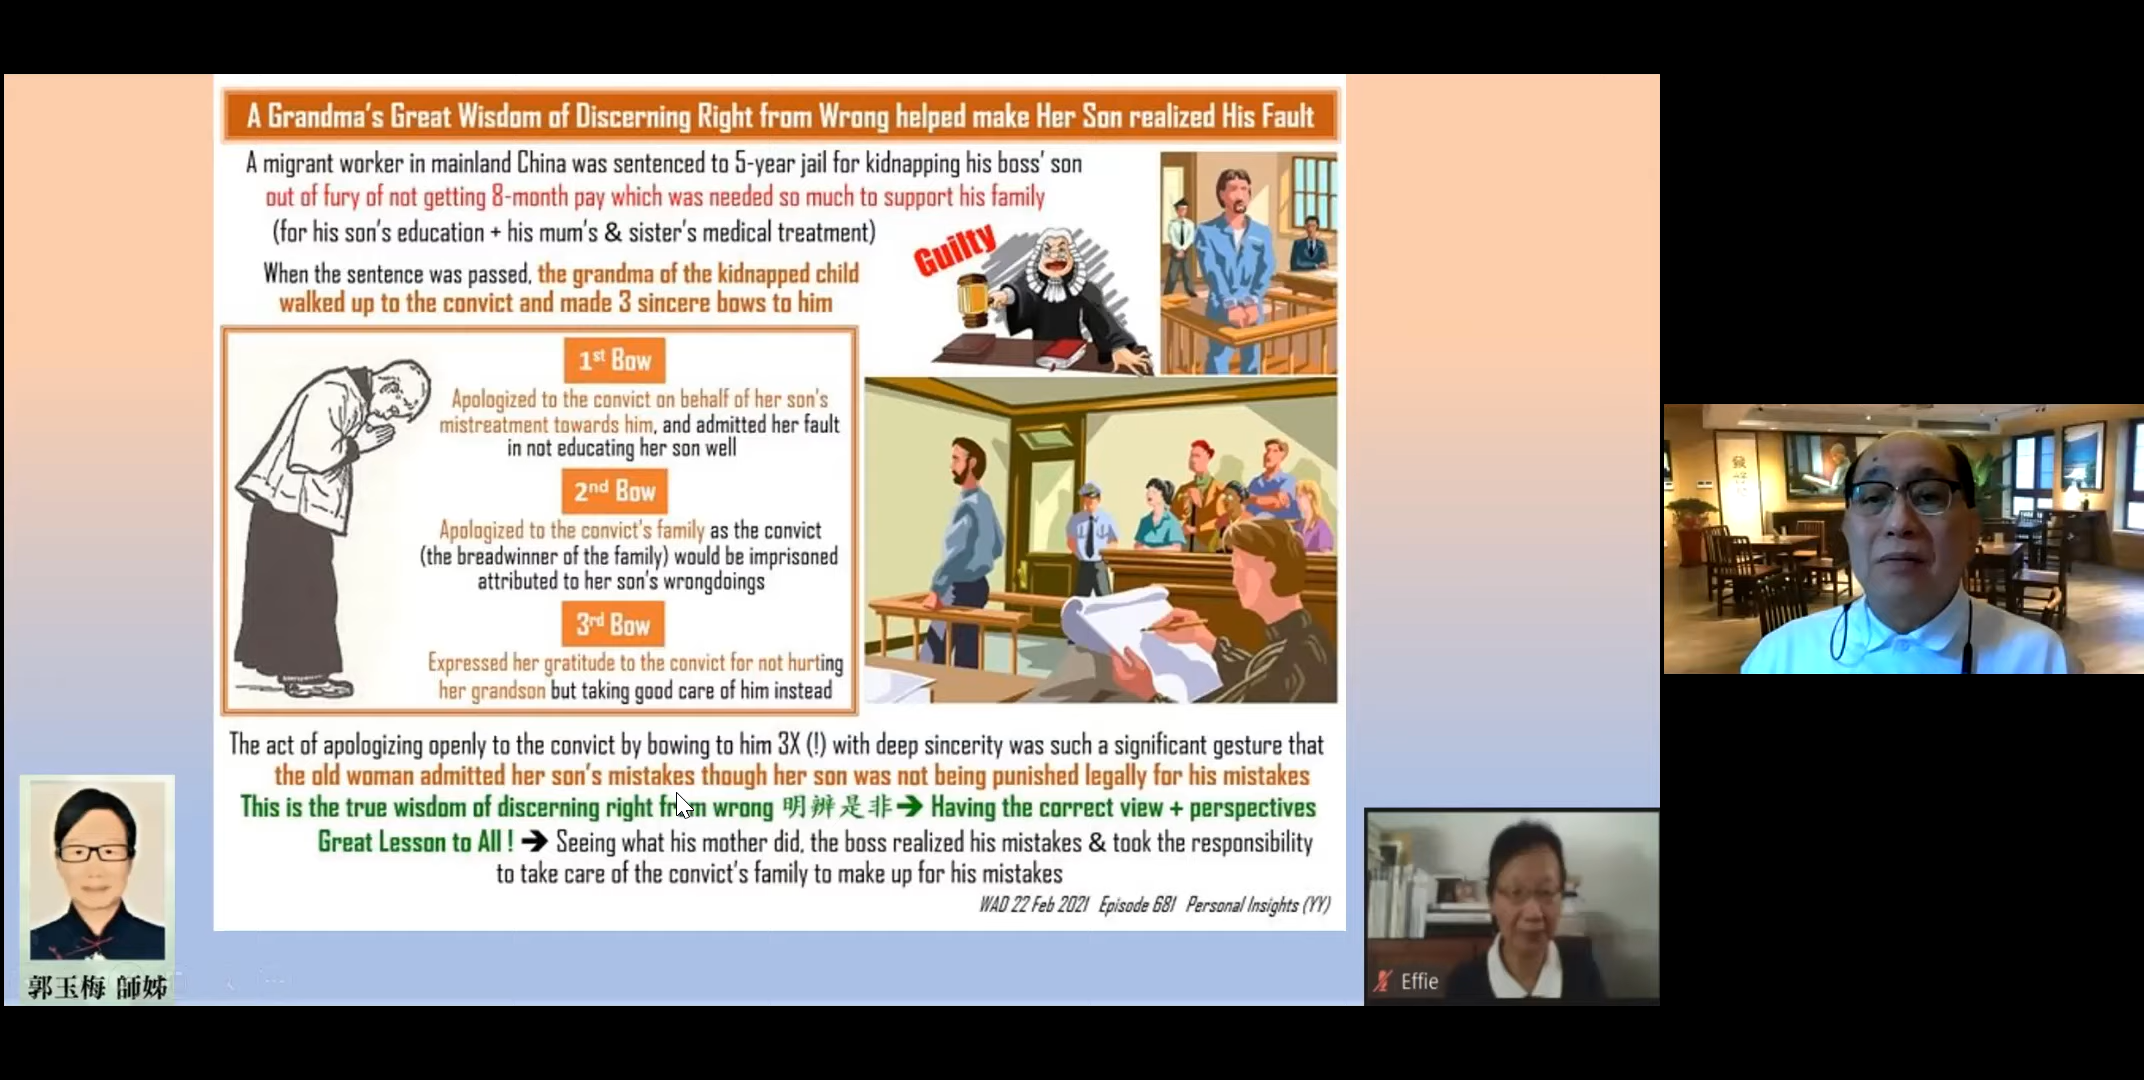 A Grandma's Great Wisdom of Discerning Right from Wrong helped make Her Son realized His Fault
A migrant worker in mainland China was sentenced to 5-year jail for kidnapping his boss' son
out of fury of not getting 8-month pay which was needed so much to support his family
(for his son's education + his mum's & sister's medical treatment)
Guilty
When the sentence was passed, the grandma of the kidnapped child
walked up to the convict and made 3 sincere bows to him
1st Bow
Apologized to the convict on behalf of her son's
mistreatment towards him, and admitted her fault
in not educating her son well
2nd Bow
Apologized to the convict's family as the convict
(the breadwinner of the family) would be imprisoned
attributed to her son's wrongdoings
3rd Bow
Expressed her gratitude to the convict for not hurting
her grandson but taking good care of him instead
The act of apologizing openly to the convict by bowing to him 3X (!) with deep sincerity was such a significant gesture that
the old woman admitted her son's mistakes though her son was not being punished legally for his mistakes
This is the true wisdom of discerning right from wrong 明辨是非➔ Having the correct view + perspectives
Great Lesson to All ! ➔ Seeing what his mother did, the boss realized his mistakes & took the responsibility
to take care of the convict's family to make up for his mistakes
WAD 22 Feb 2021 Episode 681 Personal Insights (YY)
郭玉梅 師姊
Effie